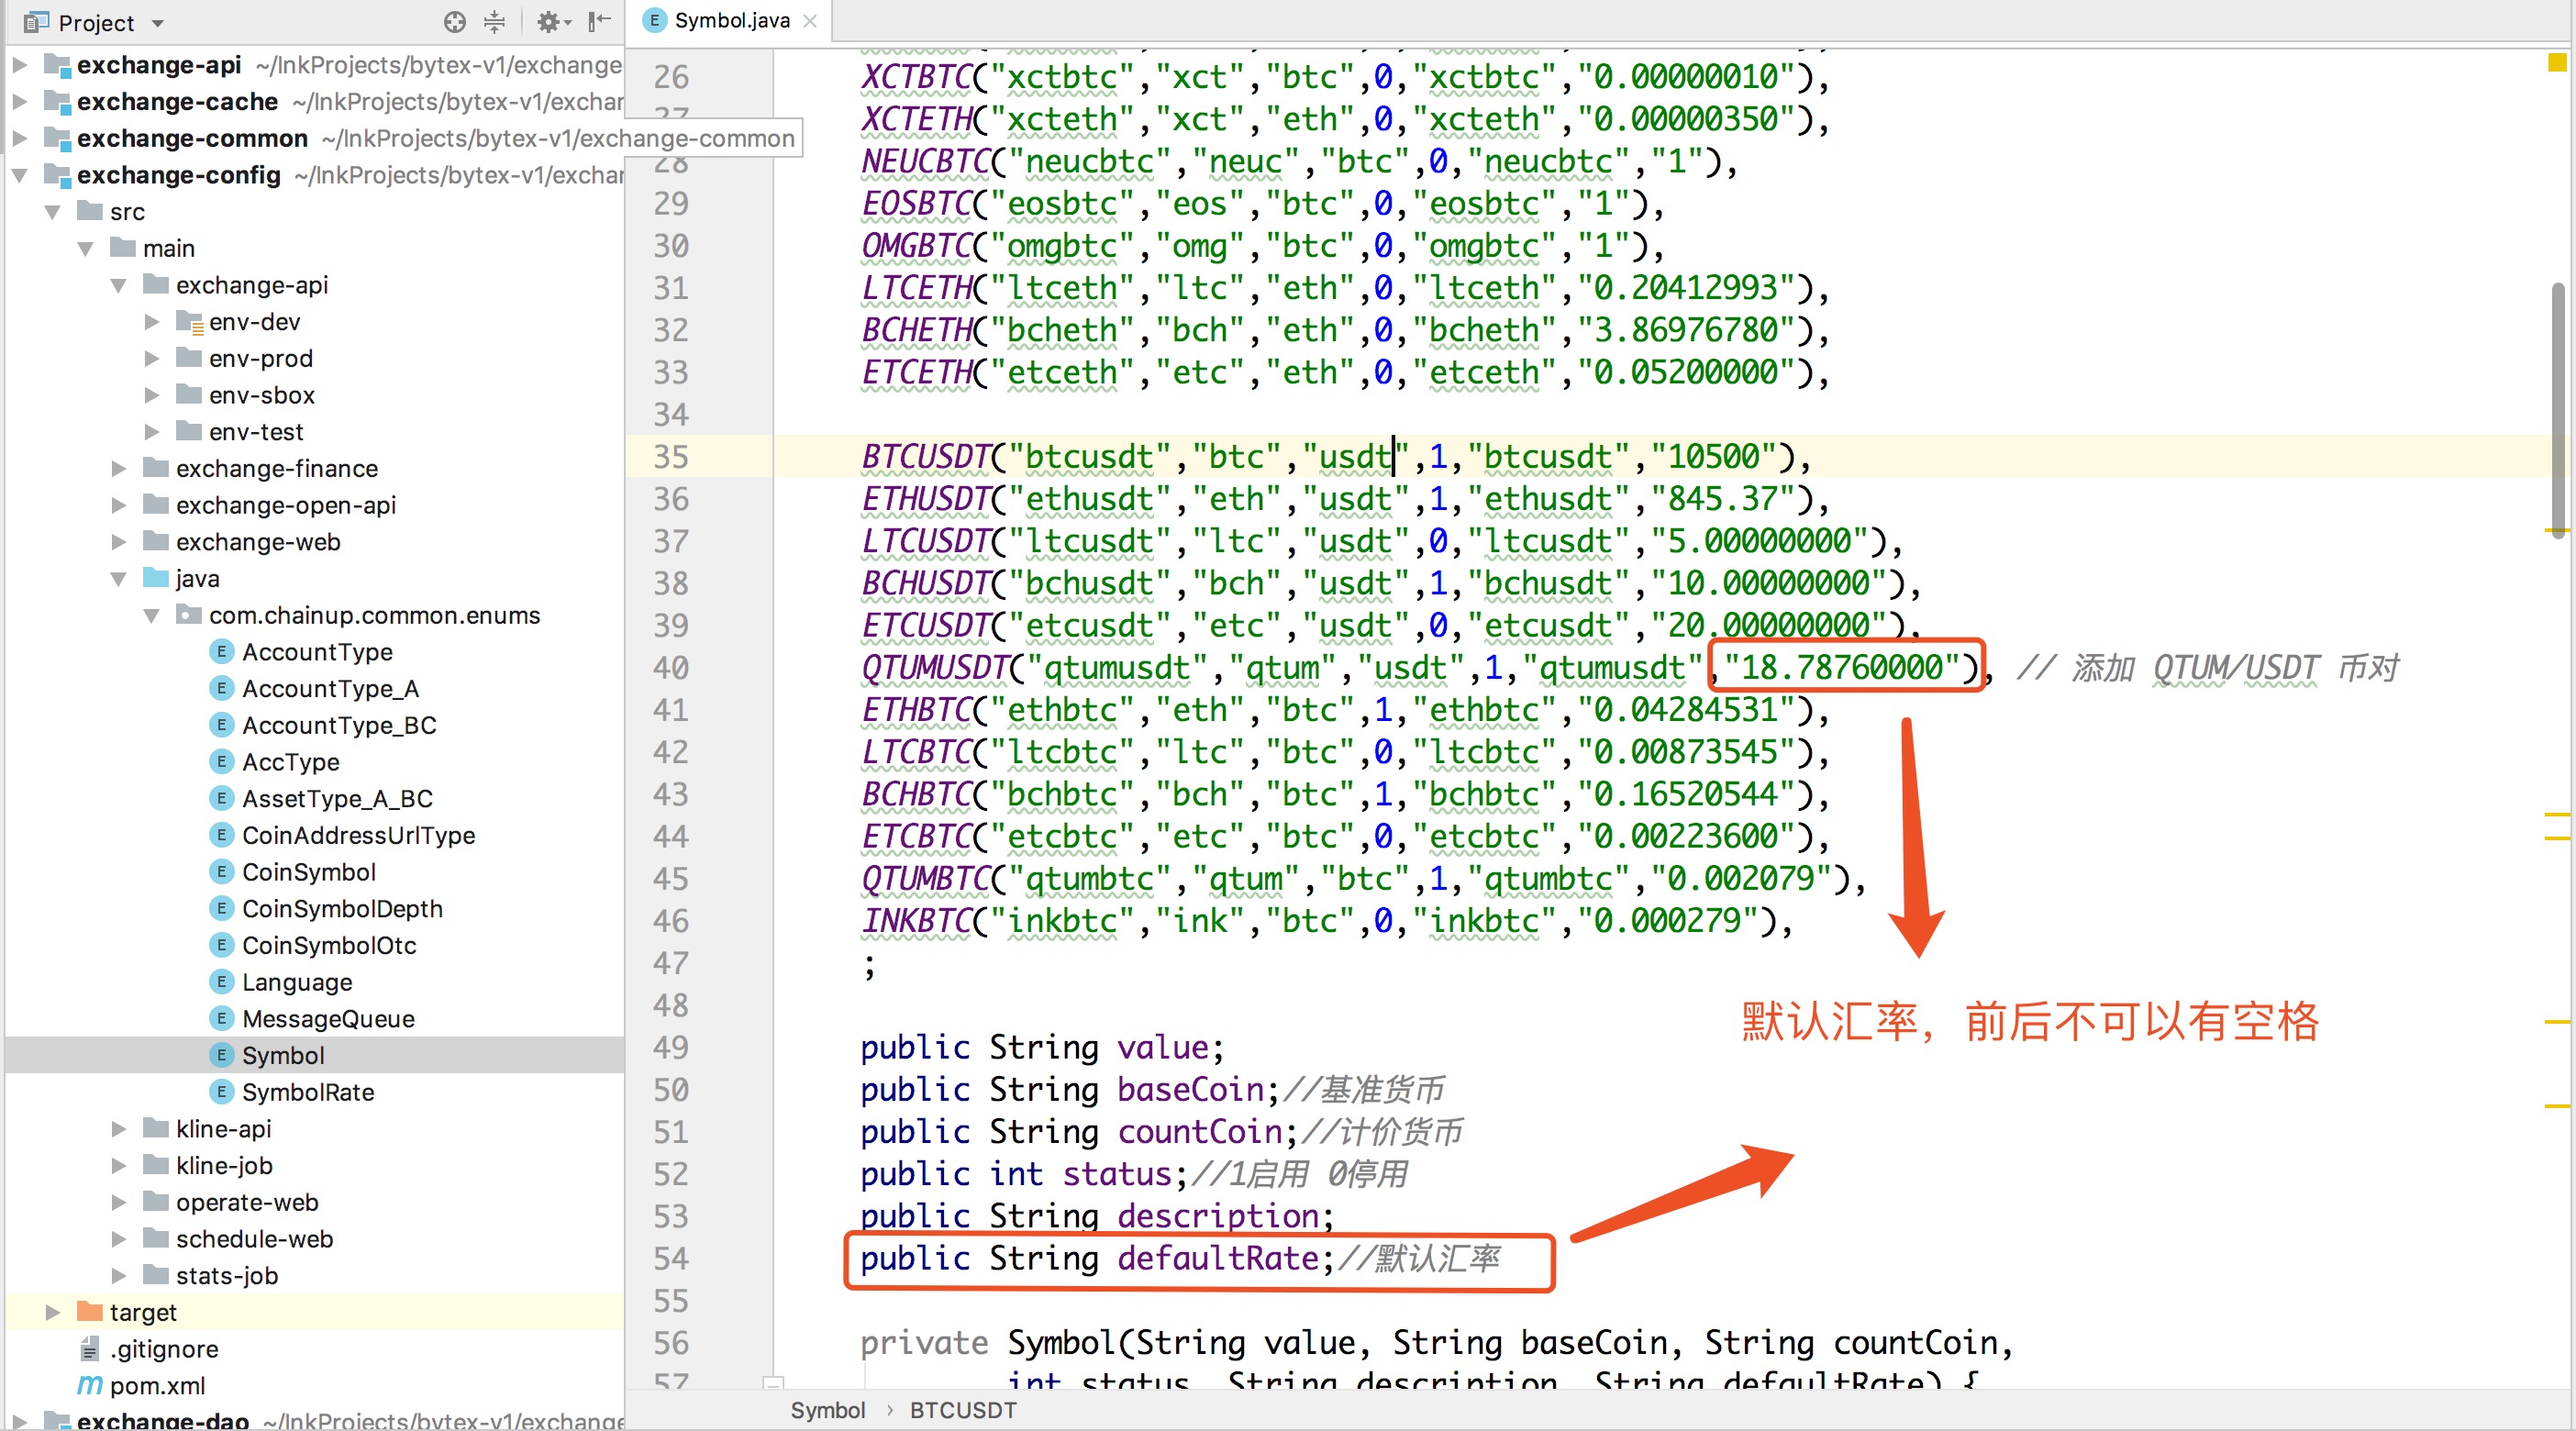 Project
exchange-api ~/InkProjects/bytex-v1/exchange
exchange-cache ~/InkProjects/bytex-v1/exchar
exchange-common ~/InkProjects/bytex-v1/exchange-common
exchange-config ~/InkProjects/bytex-v1/exchar
src
main
exchange-api
env-dev
env-prod
env-sbox
env-test
exchange-finance
exchange-open-api
exchange-web
java
com.chainup.common.enums
E AccountType
E AccountType_A
E AccountType_BC
E AccType
E AssetType_A_BC
E CoinAddressUrlType
E CoinSymbol
E CoinSymbolDepth
E CoinSymbolOtc
E Language
E MessageQueue
E Symbol
E SymbolRate
kline-api
kline-job
operate-web
schedule-web
stats-job
target
.gitignore
m pom.xml
exchange-dao ~/InkProjects/bytex-v1/exchange
E Symbol.java
26 XCTBTC("xctbtc","xct","btc",0,"xctbtc","0.00000010"),
27 XCTETH("xcteth","xct","eth",0,"xcteth","0.00000350"),
28 NEUCBTC("neucbtc","neuc","btc",0,"neucbtc","1"),
29 EOSBTC("eosbtc","eos","btc",0,"eosbtc","1"),
30 OMGBTC("omgbtc","omg","btc",0,"omgbtc","1"),
31 LTCETH("ltceth","ltc","eth",0,"ltceth","0.20412993"),
32 BCHETH("bcheth","bch","eth",0,"bcheth","3.86976780"),
33 ETCETH("etceth","etc","eth",0,"etceth","0.05200000"),
34
35 BTCUSDT("btcusdt","btc","usdt",1,"btcusdt","10500"),
36 ETHUSDT("ethusdt","eth","usdt",1,"ethusdt","845.37"),
37 LTCUSDT("ltcusdt","ltc","usdt",0,"ltcusdt","5.00000000"),
38 BCHUSDT("bchusdt","bch","usdt",1,"bchusdt","10.00000000"),
39 ETCUSDT("etcusdt","etc","usdt",0,"etcusdt","20.00000000"),
40 QTUMUSDT("qtumusdt","qtum","usdt",1,"qtumusdt","18.78760000"), // 添加 QTUM/USDT 币对
41 ETHBTC("ethbtc","eth","btc",1,"ethbtc","0.04284531"),
42 LTCBTC("ltcbtc","ltc","btc",0,"ltcbtc","0.00873545"),
43 BCHBTC("bchbtc","bch","btc",1,"bchbtc","0.16520544"),
44 ETCBTC("etcbtc","etc","btc",0,"etcbtc","0.00223600"),
45 QTUMBTC("qtumbtc","qtum","btc",1,"qtumbtc","0.002079"),
46 INKBTC("inkbtc","ink","btc",0,"inkbtc","0.000279"),
47 ;
48
默认汇率，前后不可以有空格
49 public String value;
50 public String baseCoin;//基准货币
51 public String countCoin;//计价货币
52 public int status;//1启用 0停用
53 public String description;
54 public String defaultRate;//默认汇率
55
56 private Symbol(String value, String baseCoin, String countCoin,
57 int status, String description, String defaultRate) {
Symbol › BTCUSDT